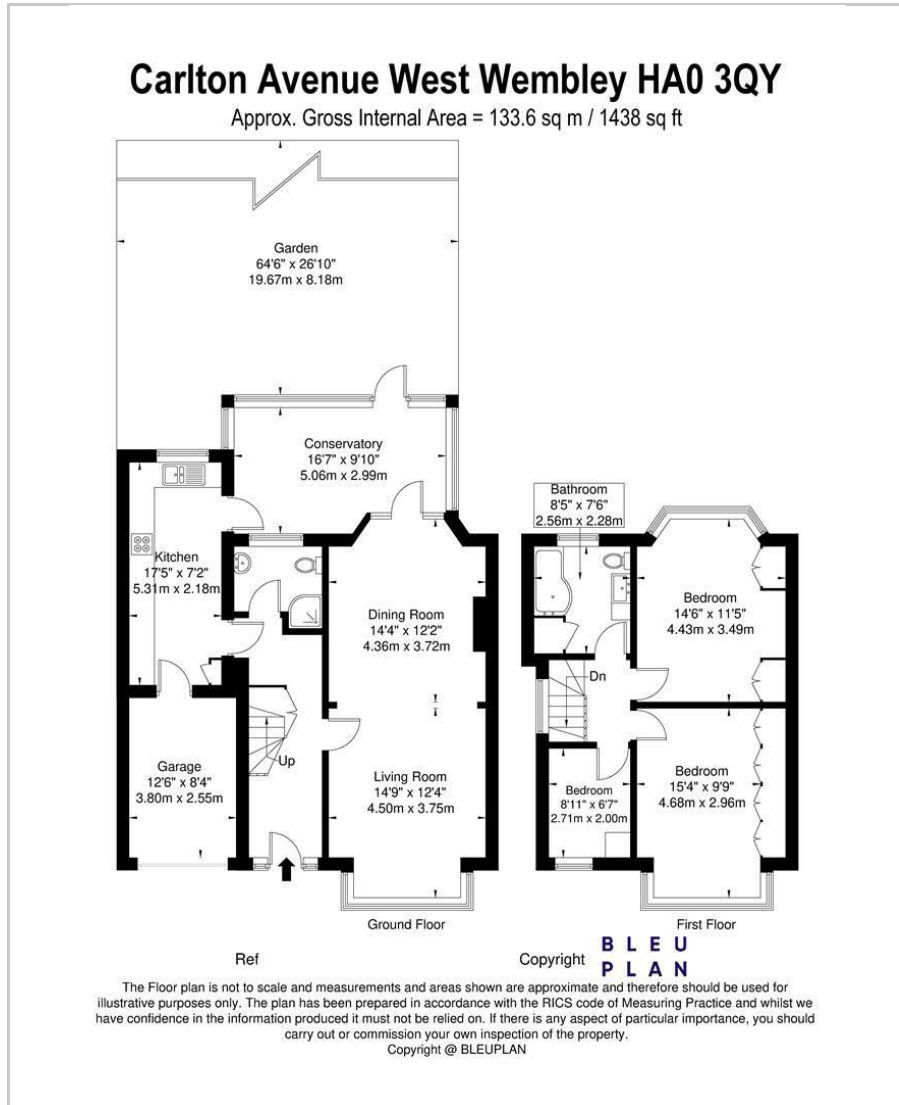 Carlton Avenue West Wembley HA0 3QY
Approx. Gross Internal Area = 133.6 sq m / 1438 sq ft
Garden
64'6" x 26'10"
19.67m x 8.18m
Conservatory
16'7" x 9'10"
5.06m x 2.99m
Kitchen
17'5" x 7'2"
5.31m x 2.18m
Dining Room
14'4" x 12'2"
4.36m x 3.72m
Up
Garage
12'6" x 8'4"
3.80m x 2.55m
Living Room
14'9" x 12'4"
4.50m x 3.75m
Ground Floor
Bathroom
8'5" x 7'6"
2.56m x 2.28m
Bedroom
14'6" x 11'5"
4.43m x 3.49m
Dn
Bedroom
8'11" x 6'7"
2.71m x 2.00m
Bedroom
15'4" x 9'9"
4.68m x 2.96m
First Floor
Ref
Copyright
BLEU
PLAN
The Floor plan is not to scale and measurements and areas shown are approximate and therefore should be used for
illustrative purposes only. The plan has been prepared in accordance with the RICS code of Measuring Practice and whilst we
have confidence in the information produced it must not be relied on. If there is any aspect of particular importance, you should
carry out or commission your own inspection of the property.
Copyright @ BLEUPLAN